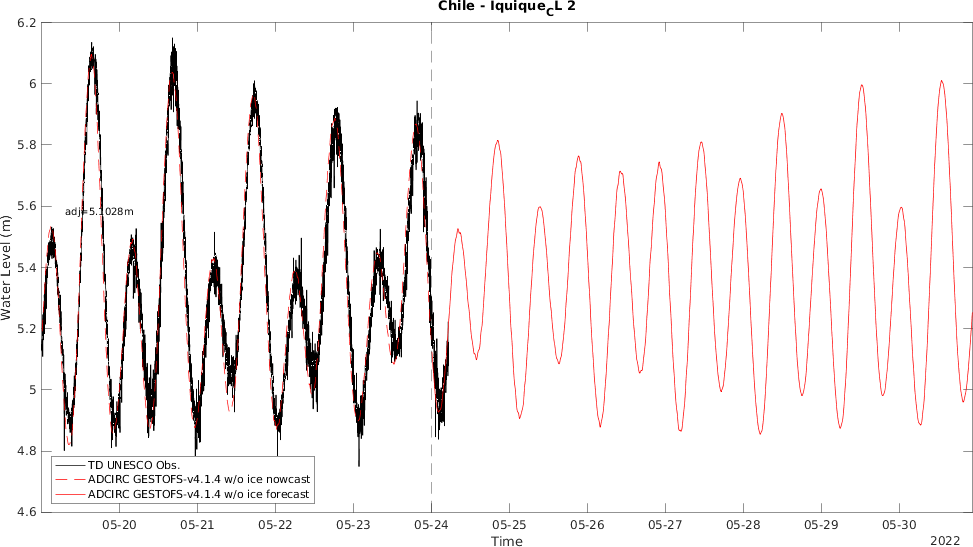 Chile - Iquique_CL 2
6.2
6
5.8
5.6
5.4
5.2
5
4.8
4.6
Water Level (m)
adj=5.1028m
TD UNESCO Obs.
ADCIRC GESTOFS-v4.1.4 w/o ice nowcast
ADCIRC GESTOFS-v4.1.4 w/o ice forecast
05-20 05-21 05-22 05-23 05-24 05-25 05-26 05-27 05-28 05-29 05-30
Time
2022